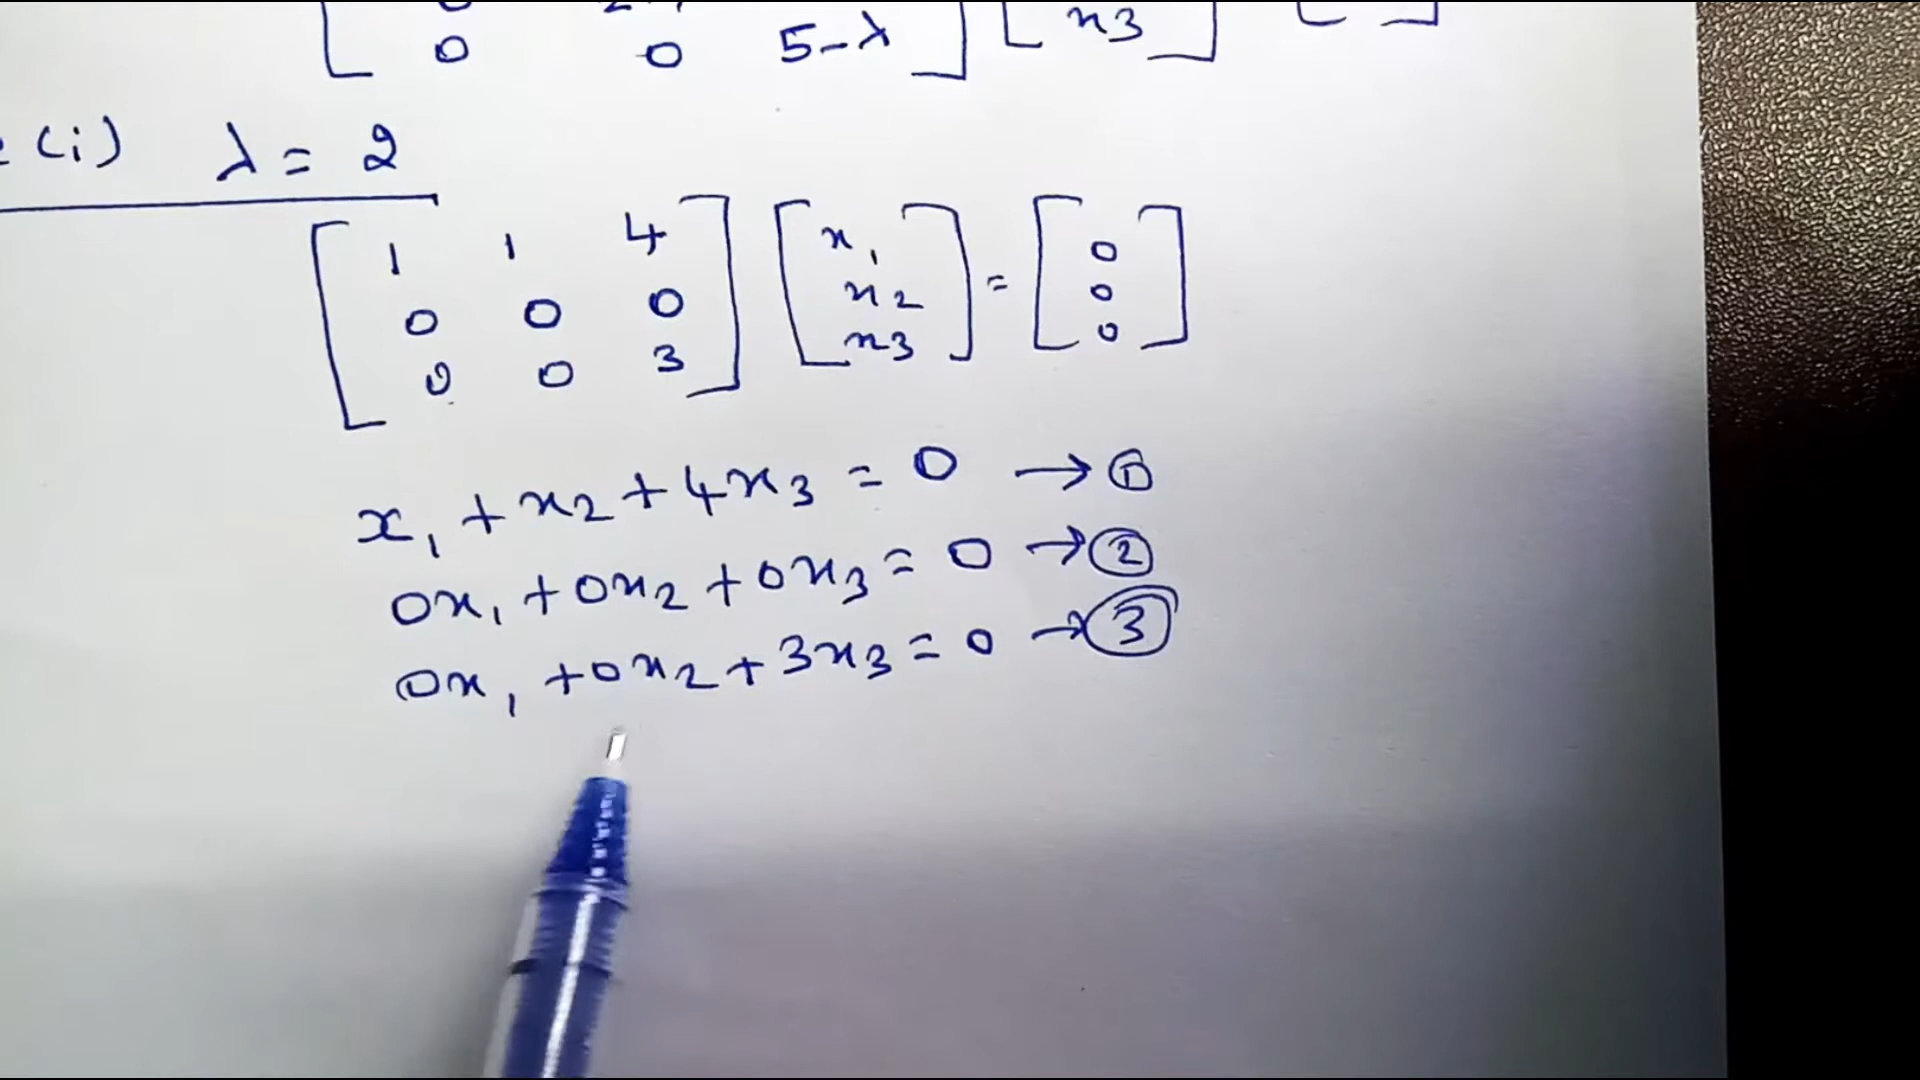 0 0 5-λ x3
(i) λ = 2
[1 1 4] [x1] = [0]
[0 0 0] [x2] [0]
[0 0 3] [x3] [0]
x1 + x2 + 4x3 = 0 → ①
0x1 + 0x2 + 0x3 = 0 → ②
0x1 + 0x2 + 3x3 = 0 → ③